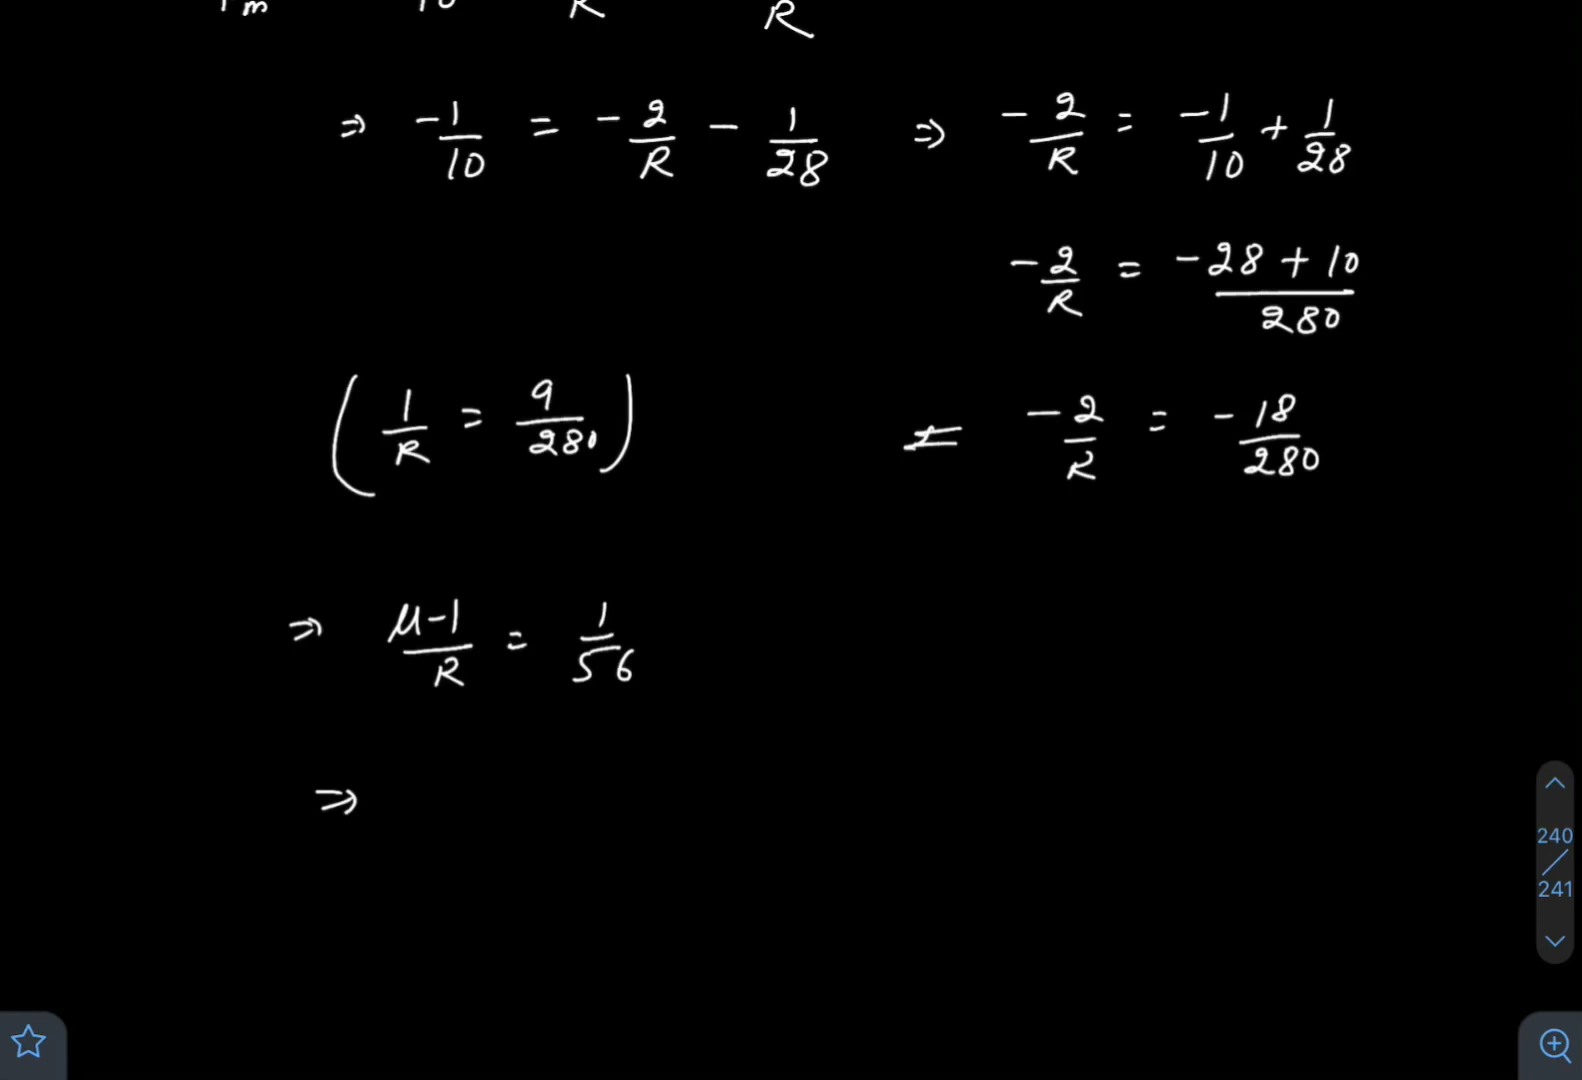 m 10 R R
⇒ -1/10 = -2/R - 1/28 ⇒ -2/R = -1/10 + 1/28
-2/R = (-28 + 10)/280
(1/R = 9/280) ⇐ -2/R = -18/280
⇒ (μ-1)/R = 1/56
⇒
240
/
241